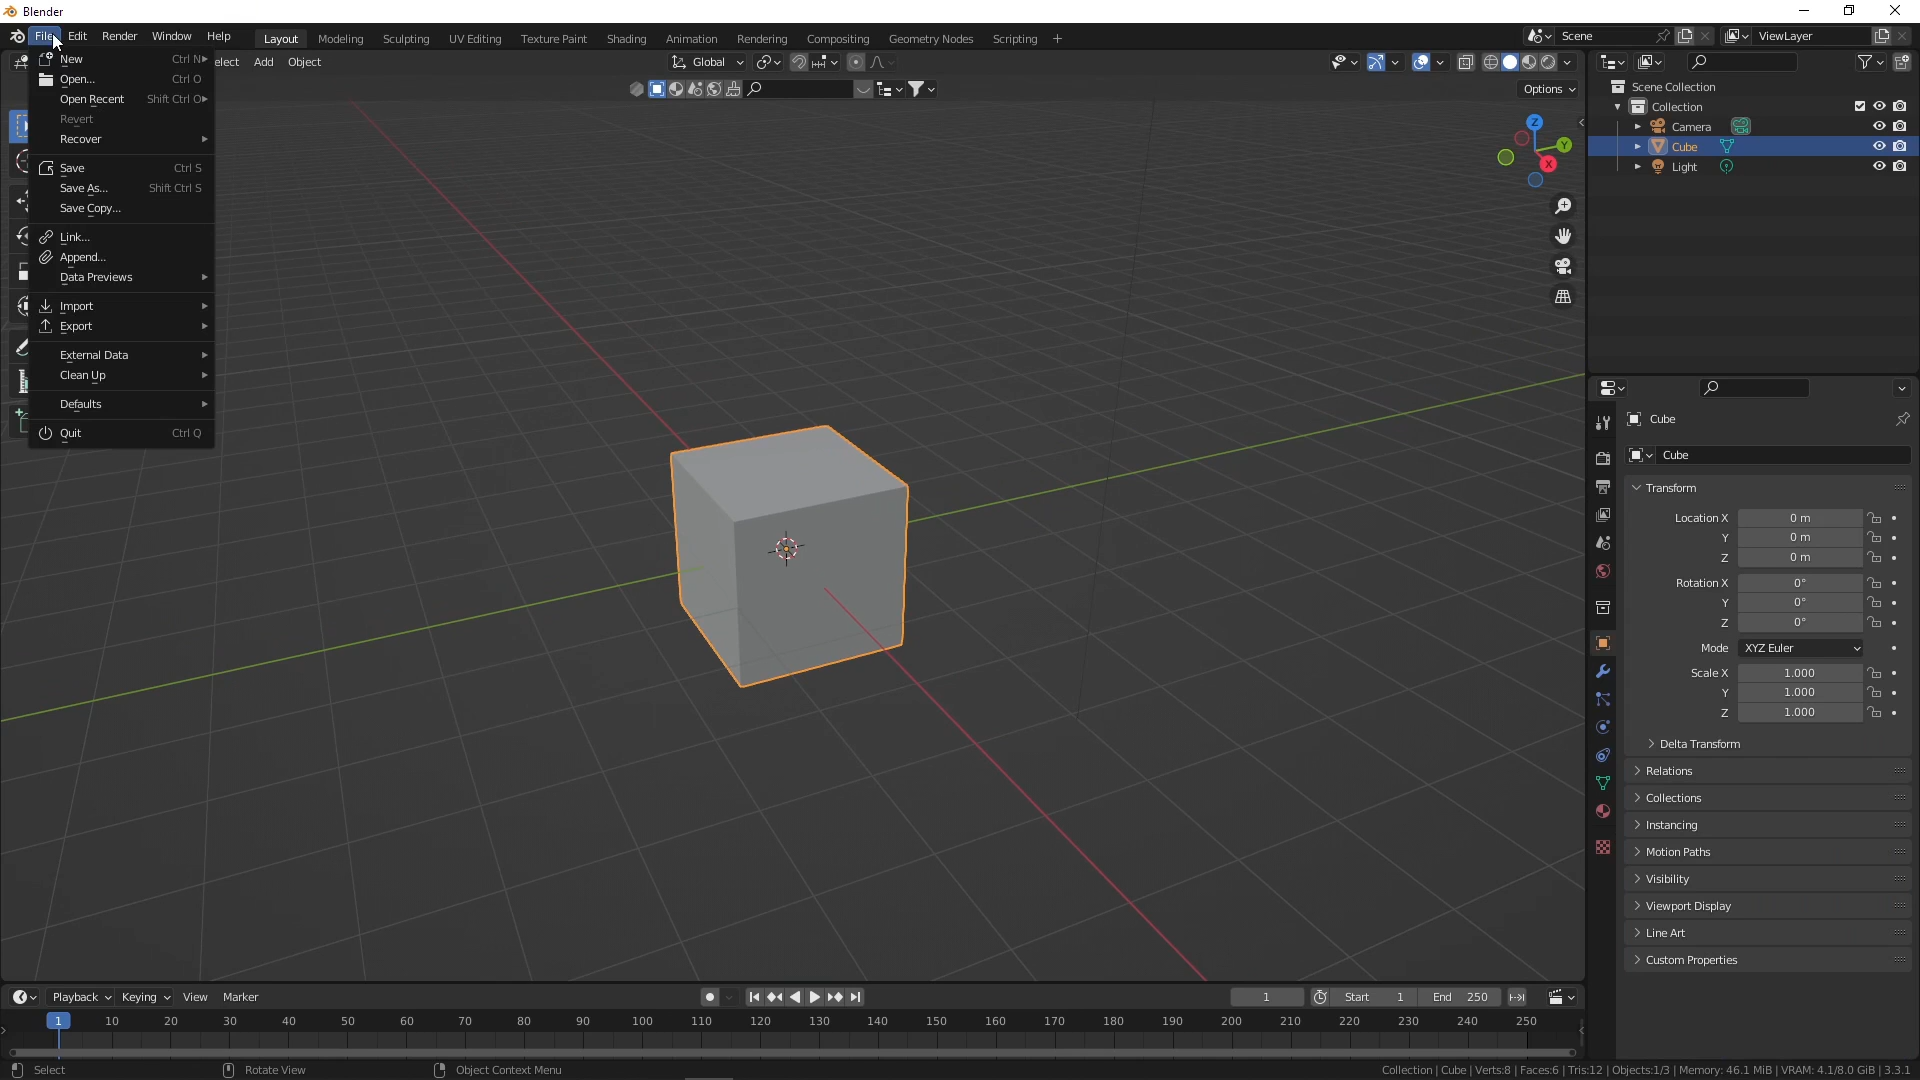 Blender
File Edit Render Window Help Layout Modeling Sculpting UV Editing Texture Paint Shading Animation Rendering Compositing Geometry Nodes Scripting + Scene ViewLayer
New Ctrl N
Open... Ctrl O
Open Recent Shift Ctrl O
Revert
Recover
Save Ctrl S
Save As... Shift Ctrl S
Save Copy...
Link...
Append...
Data Previews
Import
Export
External Data
Clean Up
Defaults
Quit Ctrl Q
elect Add Object Global
Options
Z
Y
X
Scene Collection
Collection
Camera
Cube
Light
Cube
Cube
Transform
Location X 0 m
Y 0 m
Z 0 m
Rotation X 0°
Y 0°
Z 0°
Mode XYZ Euler
Scale X 1.000
Y 1.000
Z 1.000
Delta Transform
Relations
Collections
Instancing
Motion Paths
Visibility
Viewport Display
Line Art
Custom Properties
Playback Keying View Marker 1 Start 1 End 250
1 10 20 30 40 50 60 70 80 90 100 110 120 130 140 150 160 170 180 190 200 210 220 230 240 250
Select Rotate View Object Context Menu Collection | Cube | Verts:8 | Faces:6 | Tris:12 | Objects:1/3 | Memory: 46.1 MiB | VRAM: 4.1/8.0 GiB | 3.3.1